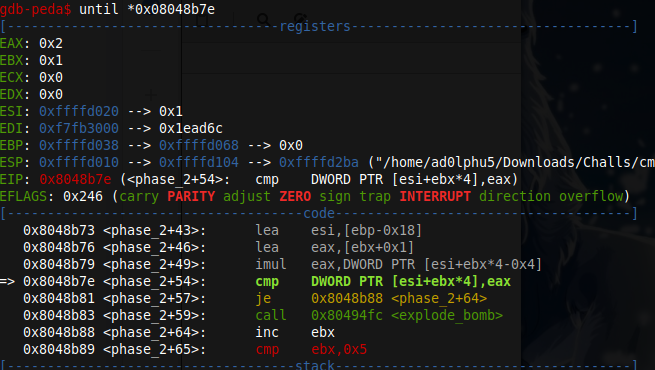 gdb-peda$ until *0x08048b7e
[----------------------------------registers-----------------------------------]
EAX: 0x2
EBX: 0x1
ECX: 0x0
EDX: 0x0
ESI: 0xffffd020 --> 0x1
EDI: 0xf7fb3000 --> 0x1ead6c
EBP: 0xffffd038 --> 0xffffd068 --> 0x0
ESP: 0xffffd010 --> 0xffffd104 --> 0xffffd2ba ("/home/ad0lphu5/Downloads/Challs/cm
EIP: 0x8048b7e (<phase_2+54>: cmp DWORD PTR [esi+ebx*4],eax)
EFLAGS: 0x246 (carry PARITY adjust ZERO sign trap INTERRUPT direction overflow)
[-------------------------------------code-------------------------------------]
0x8048b73 <phase_2+43>: lea esi,[ebp-0x18]
0x8048b76 <phase_2+46>: lea eax,[ebx+0x1]
0x8048b79 <phase_2+49>: imul eax,DWORD PTR [esi+ebx*4-0x4]
=> 0x8048b7e <phase_2+54>: cmp DWORD PTR [esi+ebx*4],eax
0x8048b81 <phase_2+57>: je 0x8048b88 <phase_2+64>
0x8048b83 <phase_2+59>: call 0x80494fc <explode_bomb>
0x8048b88 <phase_2+64>: inc ebx
0x8048b89 <phase_2+65>: cmp ebx,0x5
[------------------------------------stack-------------------------------------]